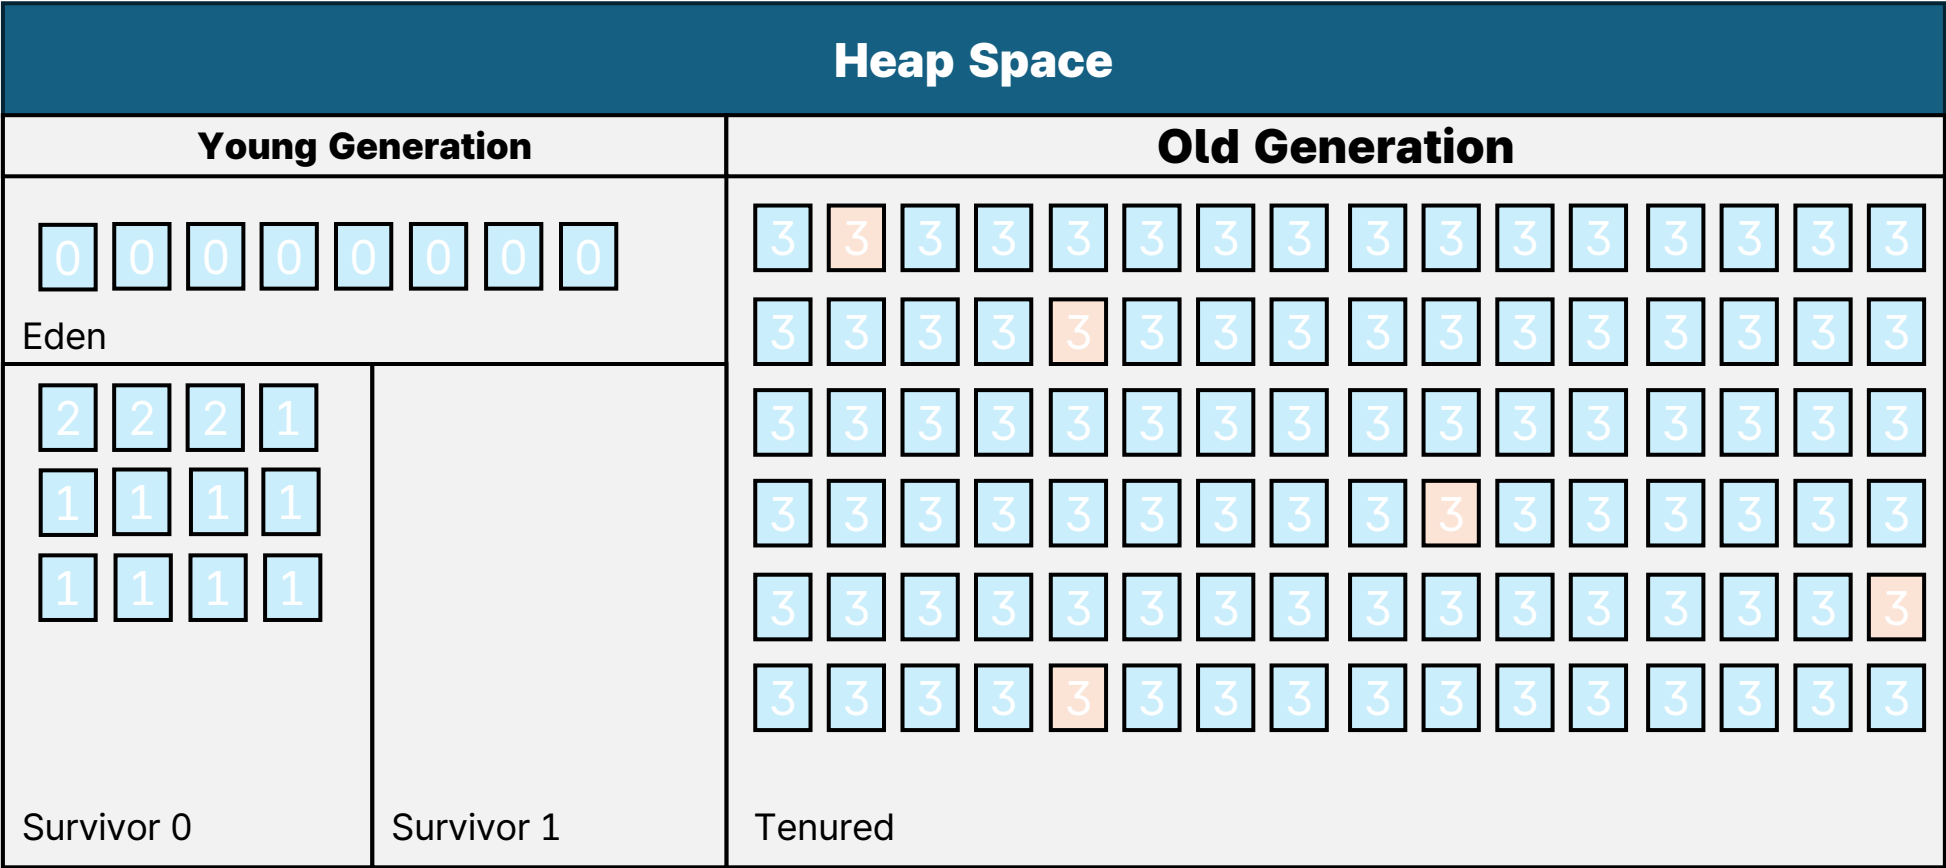 Heap Space
Young Generation
Old Generation
0 0 0 0 0 0 0 0
Eden
2 2 2 1
1 1 1 1
1 1 1 1
Survivor 0
Survivor 1
3 3 3 3 3 3 3 3 3 3 3 3 3 3 3 3
3 3 3 3 3 3 3 3 3 3 3 3 3 3 3 3
3 3 3 3 3 3 3 3 3 3 3 3 3 3 3 3
3 3 3 3 3 3 3 3 3 3 3 3 3 3 3 3
3 3 3 3 3 3 3 3 3 3 3 3 3 3 3 3
3 3 3 3 3 3 3 3 3 3 3 3 3 3 3 3
Tenured